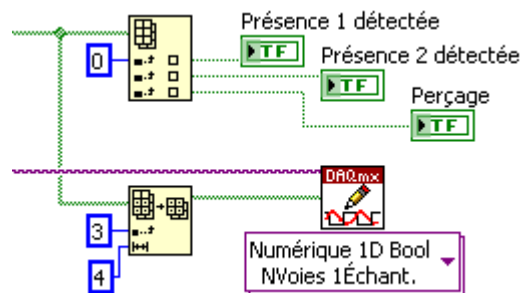 Présence 1 détectée
TF
0
Présence 2 détectée
TF
Perçage
TF
DAQmx
3
4
Numérique 1D Bool
NVoies 1Échant.